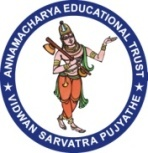 ANNAMACHARYA EDUCATIONAL TRUST
VIDWAN SARVATRA PUJYATHE